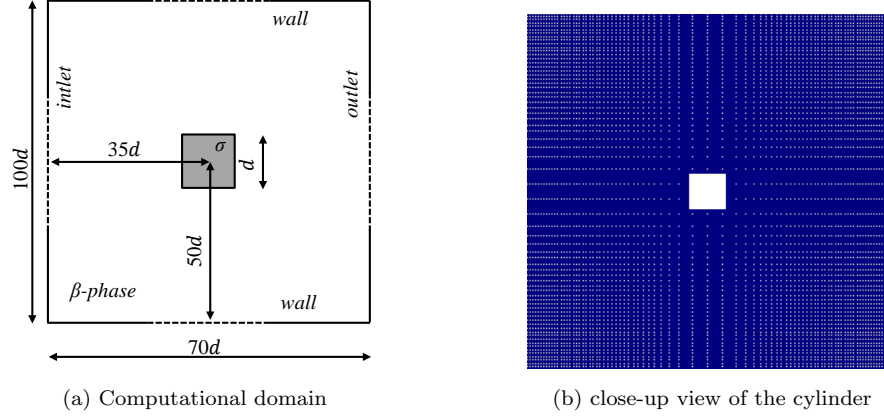 wall
intlet
outlet
σ
35d
d
100d
50d
β-phase
wall
70d
(a) Computational domain
(b) close-up view of the cylinder